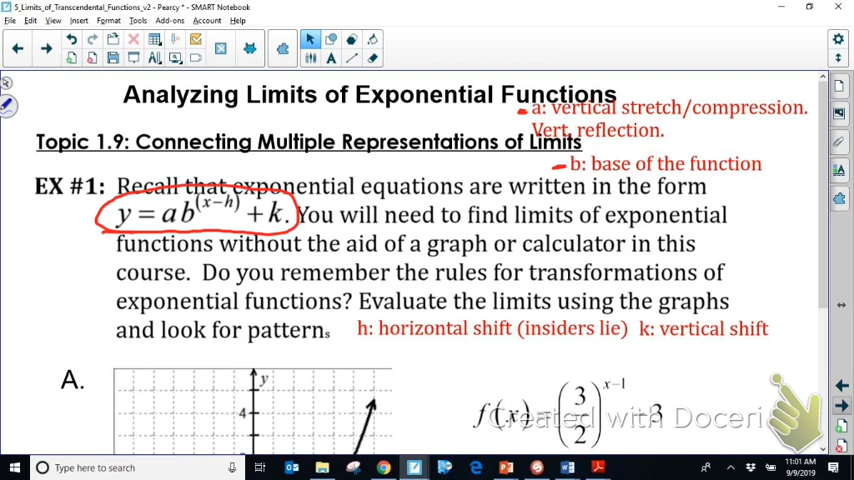 5_Limits_of_Transcendental_Functions_v2 - Pearcy * - SMART Notebook
File Edit View Insert Format Tools Add-ons Account Help
Analyzing Limits of Exponential Functions
- a: vertical stretch/compression.
Vert. reflection.
Topic 1.9: Connecting Multiple Representations of Limits
- b: base of the function
EX #1: Recall that exponential equations are written in the form
y = ab^(x-h) + k. You will need to find limits of exponential
functions without the aid of a graph or calculator in this
course. Do you remember the rules for transformations of
exponential functions? Evaluate the limits using the graphs
and look for patterns
h: horizontal shift (insiders lie) k: vertical shift
A.
y
4
f(x) = (3/2)^x-1 - 3
Created with Doceri
Type here to search
11:01 AM
9/9/2019